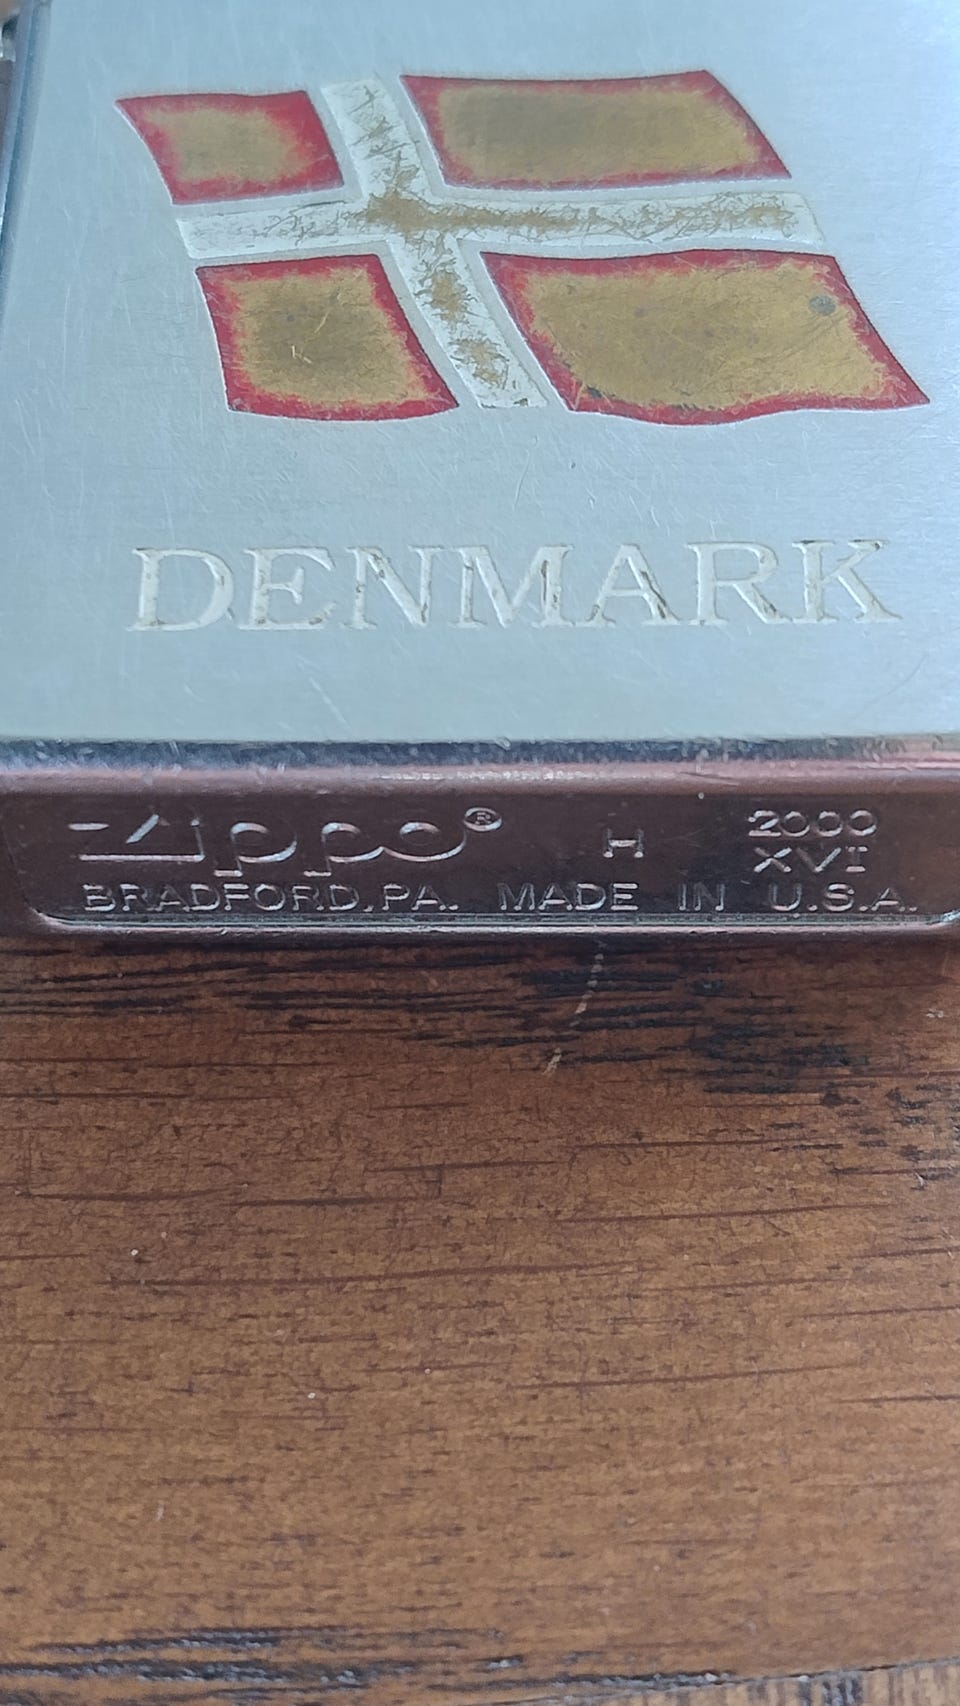 DENMARK
Zippo® H 2000
XVI
BRADFORD,PA. MADE IN U.S.A.